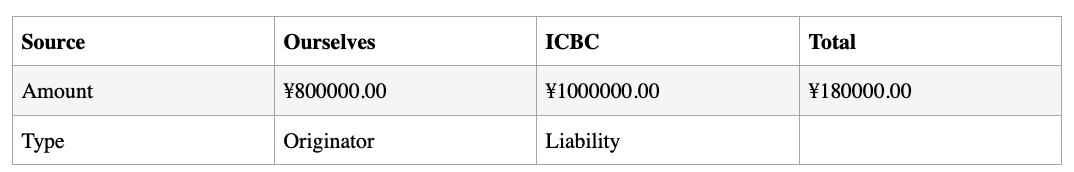 Source Ourselves ICBC Total
Amount ¥800000.00 ¥1000000.00 ¥180000.00
Type Originator Liability